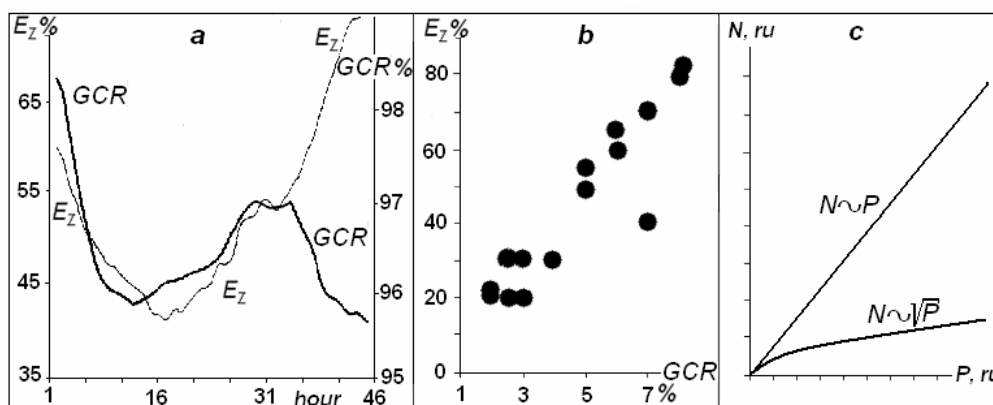 a
E_Z%
65
55
45
35
GCR
E_Z
E_Z
E_Z
GCR%
98
97
96
95
GCR
1
16
hour
31
46
b
E_Z%
80
60
40
20
0
1
3
5
7
GCR
%
c
N, ru
N∼P
N∼√P
P, ru